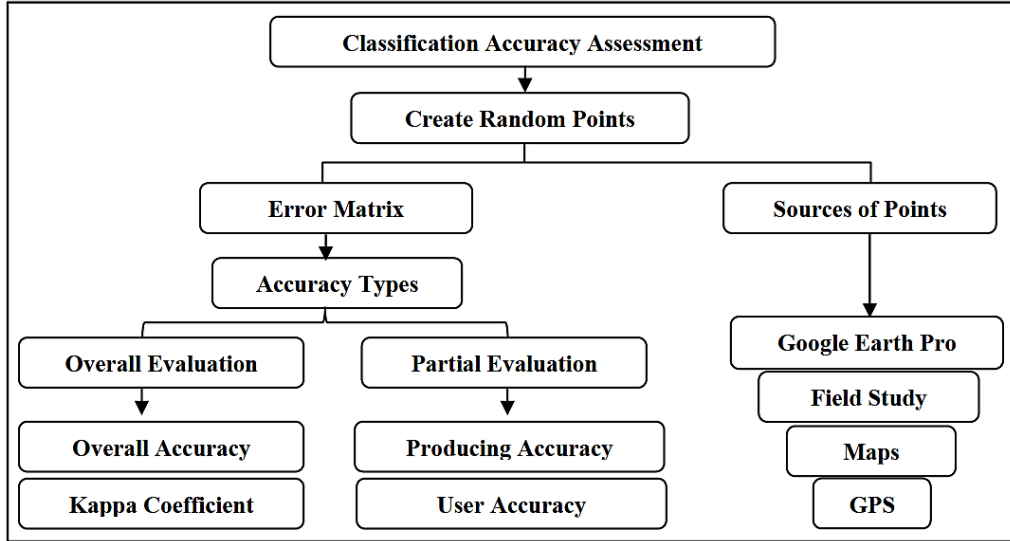 Classification Accuracy Assessment
Create Random Points
Error Matrix
Sources of Points
Accuracy Types
Overall Evaluation
Partial Evaluation
Google Earth Pro
Field Study
Overall Accuracy
Producing Accuracy
Maps
Kappa Coefficient
User Accuracy
GPS